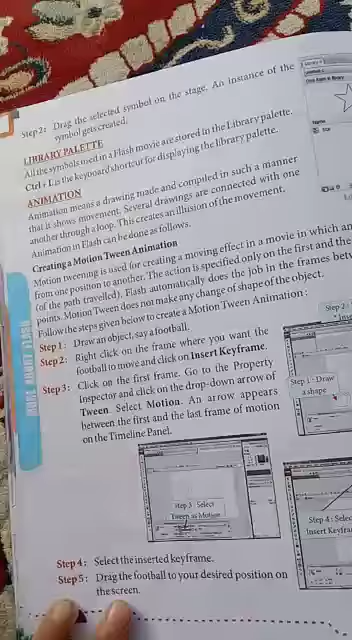 Step 2: Drag the selected symbol on the stage. An instance of the
symbol gets created.
LIBRARY PALETTE
All the symbols used in a Flash movie are stored in the Library palette.
Ctrl + L is the keyboard shortcut for displaying the library palette.
ANIMATION
Animation means a drawing made and compiled in such a manner
that it shows movement. Several drawings are connected with one
another through a loop. This creates an illusion of the movement.
Animation in Flash can be done as follows.
Creating a Motion Tween Animation
Motion tweening is used for creating a moving effect in a movie in which an
from one position to another. The action is specified only on the first and the
(of the path travelled). Flash automatically does the job in the frames betw
points. Motion Tween does not make any change of shape of the object.
Follow the steps given below to create a Motion Tween Animation:
Step 1: Draw an object, say a football.
Step 2: Right click on the frame where you want the
football to move and click on Insert Keyframe.
Step 3: Click on the first frame. Go to the Property
Inspector and click on the drop-down arrow of
Tween. Select Motion. An arrow appears
between the first and the last frame of motion
on the Timeline Panel.
MORE ABOUT FLASH
Step 2
Step 1 : Draw
a shape
Step 3 : Select
Tween as Motion
Step 4 : Selec
Insert Keyfra
Step 4: Select the inserted keyframe.
Step 5: Drag the football to your desired position on
the screen.